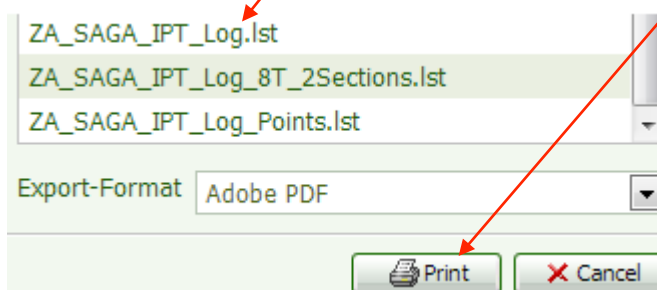 ZA_SAGA_IPT_Log.lst
ZA_SAGA_IPT_Log_8T_2Sections.lst
ZA_SAGA_IPT_Log_Points.lst
Export-Format Adobe PDF
Print Cancel